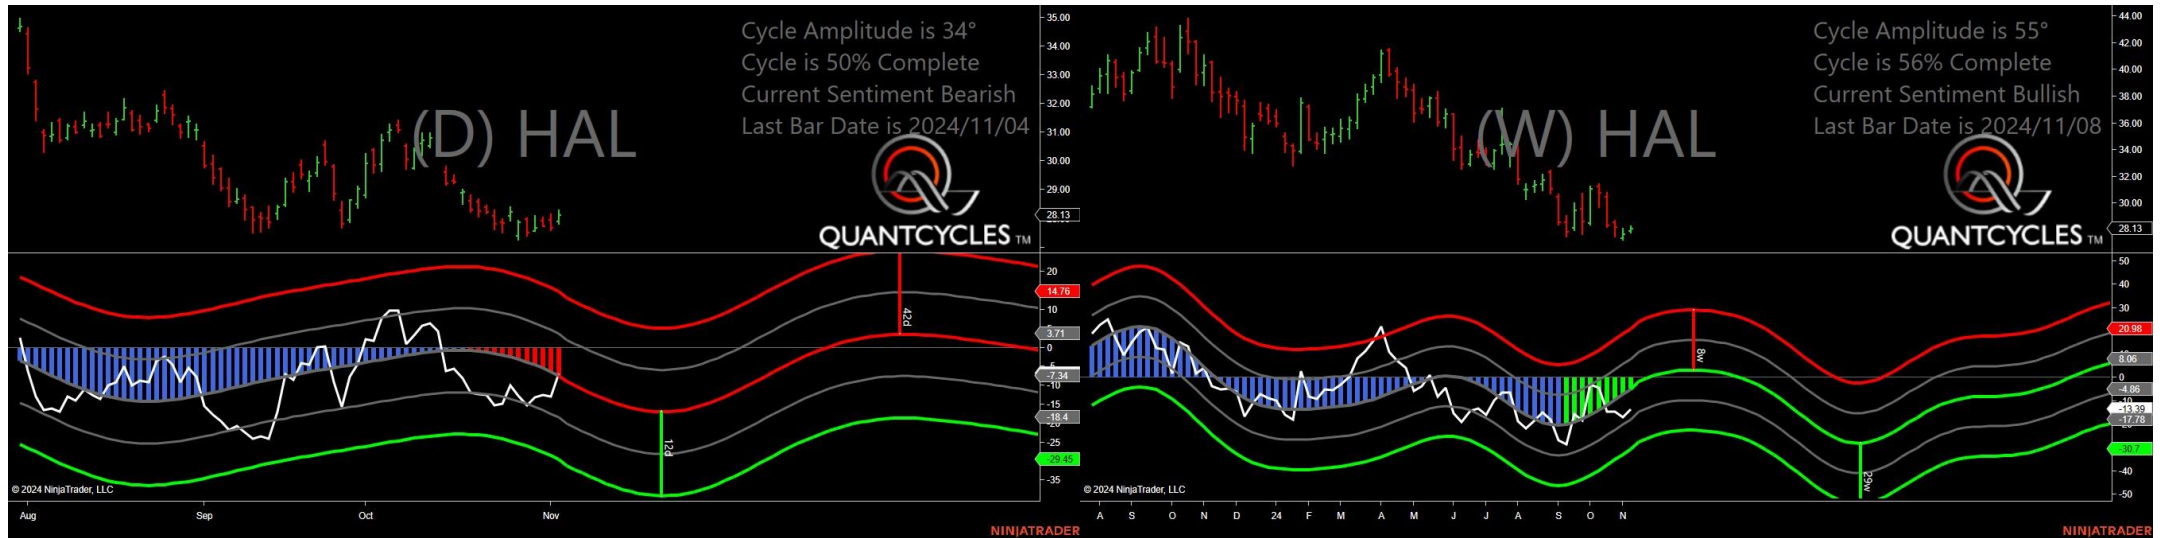 Cycle Amplitude is 34°
Cycle is 50% Complete
Current Sentiment Bearish
Last Bar Date is 2024/11/04
(D) HAL
QUANTCYCLES TM
35.00
34.00
33.00
32.00
31.00
30.00
29.00
28.13
20
14.76
10
3.71
0
-7.34
-10
-15
-18.4
-25
-29.45
-35
42d
12d
© 2024 NinjaTrader, LLC
Aug Sep Oct Nov
NINJATRADER
Cycle Amplitude is 55°
Cycle is 56% Complete
Current Sentiment Bullish
Last Bar Date is 2024/11/08
(W) HAL
QUANTCYCLES TM
44.00
42.00
40.00
38.00
36.00
34.00
32.00
30.00
28.13
50
40
30
20.98
8.06
0
-4.86
-13.39
-17.78
-30.7
-40
-50
8w
29w
© 2024 NinjaTrader, LLC
A S O N D 24 F M A M J J A S O N
NINJATRADER